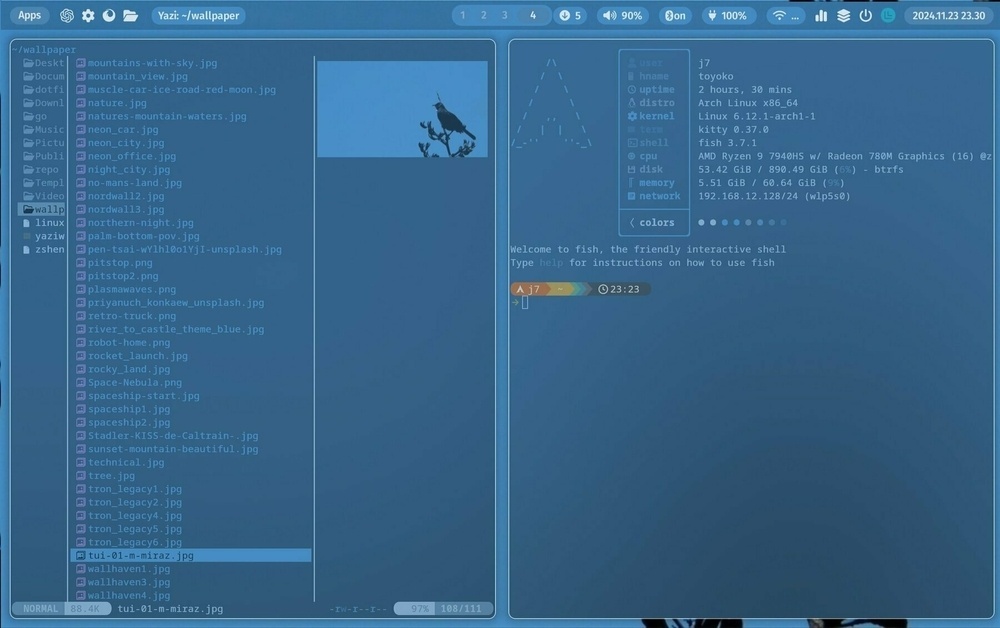 Apps
Yazi: ~/wallpaper
1 2 3 4
5
90%
on
100%
...
2024.11.23 23.30
~/wallpaper
Deskt
Docum
dotfi
Downl
go
Music
Pictu
Publi
repo
Templ
Video
wallp
linux
yaziw
zshen
mountains-with-sky.jpg
mountain_view.jpg
muscle-car-ice-road-red-moon.jpg
nature.jpg
natures-mountain-waters.jpg
neon_car.jpg
neon_city.jpg
neon_office.jpg
night_city.jpg
no-mans-land.jpg
nordwall2.jpg
nordwall3.jpg
northern-night.jpg
palm-bottom-pov.jpg
pen-tsai-wYlhl0o1YjI-unsplash.jpg
pitstop.png
pitstop2.png
plasmawaves.png
priyanuch_konkaew_unsplash.jpg
retro-truck.png
river_to_castle_theme_blue.jpg
robot-home.png
rocket_launch.jpg
rocky_land.jpg
Space-Nebula.png
spaceship-start.jpg
spaceship1.jpg
spaceship2.jpg
Stadler-KISS-de-Caltrain-.jpg
sunset-mountain-beautiful.jpg
technical.jpg
tree.jpg
tron_legacy1.jpg
tron_legacy2.jpg
tron_legacy4.jpg
tron_legacy5.jpg
tron_legacy6.jpg
tui-01-m-miraz.jpg
wallhaven1.jpg
wallhaven3.jpg
wallhaven4.jpg
NORMAL 88.4K tui-01-m-miraz.jpg -rw-r--r-- 97% 108/111
user j7
hname toyoko
uptime 2 hours, 30 mins
distro Arch Linux x86_64
kernel Linux 6.12.1-arch1-1
term kitty 0.37.0
shell fish 3.7.1
cpu AMD Ryzen 9 7940HS w/ Radeon 780M Graphics (16) @z
disk 53.42 GiB / 890.49 GiB (6%) - btrfs
memory 5.51 GiB / 60.64 GiB (9%)
network 192.168.12.128/24 (wlp5s0)
colors
Welcome to fish, the friendly interactive shell
Type help for instructions on how to use fish
j7 ~ 23:23